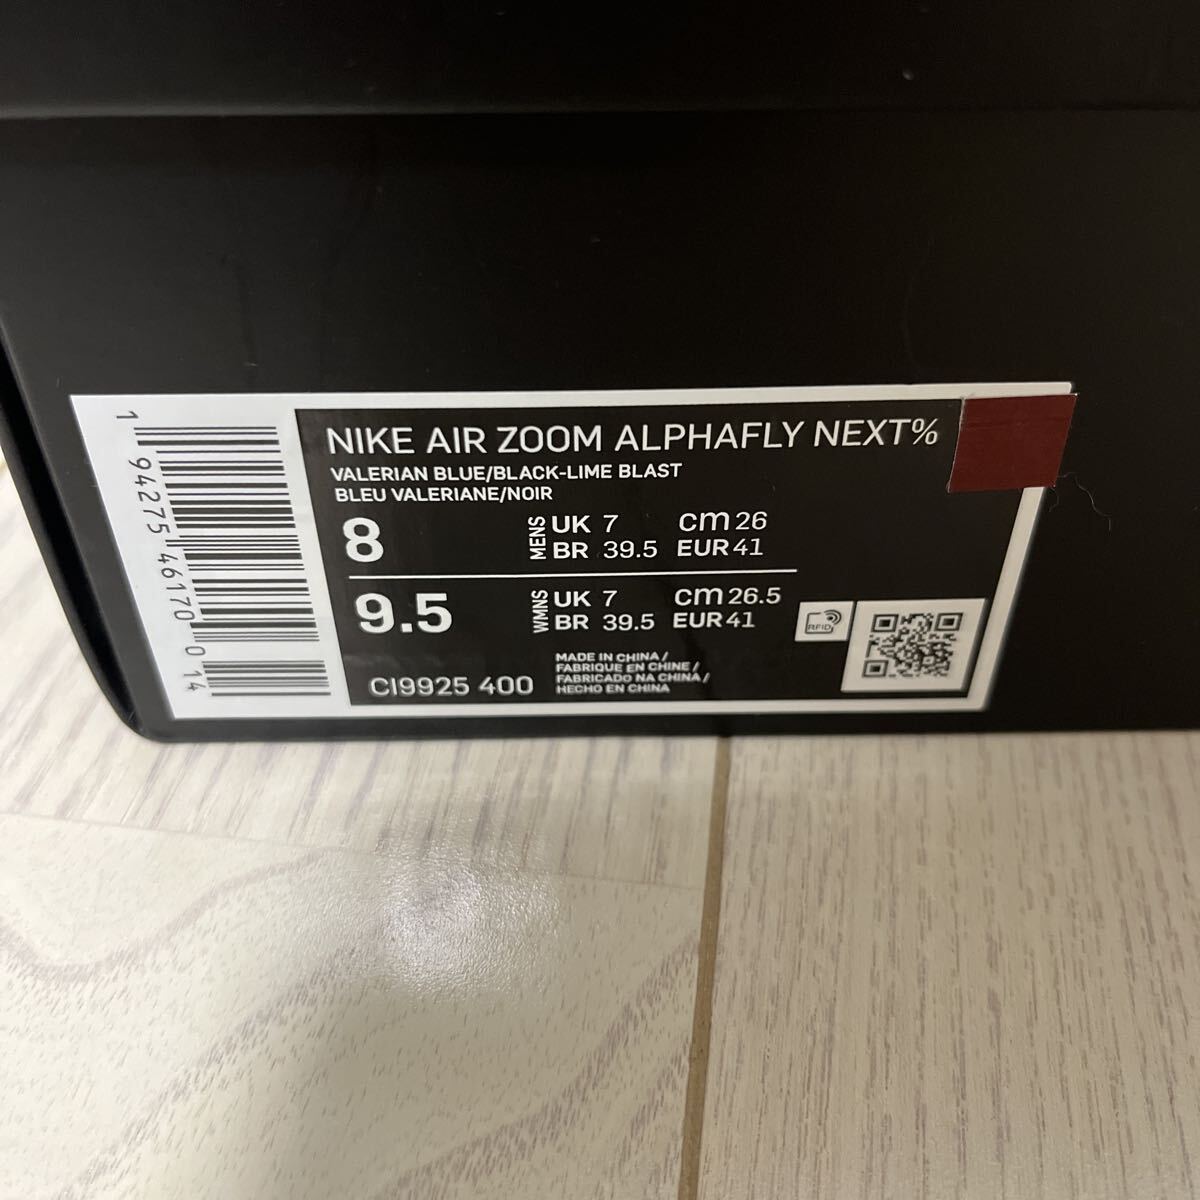 NIKE AIR ZOOM ALPHAFLY NEXT%
VALERIAN BLUE/BLACK-LIME BLAST
BLEU VALERIANE/NOIR
8 MENS UK 7 cm 26
BR 39.5 EUR 41
9.5 WMNS UK 7 cm 26.5
BR 39.5 EUR 41
CI9925 400
MADE IN CHINA /
FABRIQUE EN CHINE /
FABRICADO NA CHINA /
HECHO EN CHINA
RFID
1 94275 46170 0 14